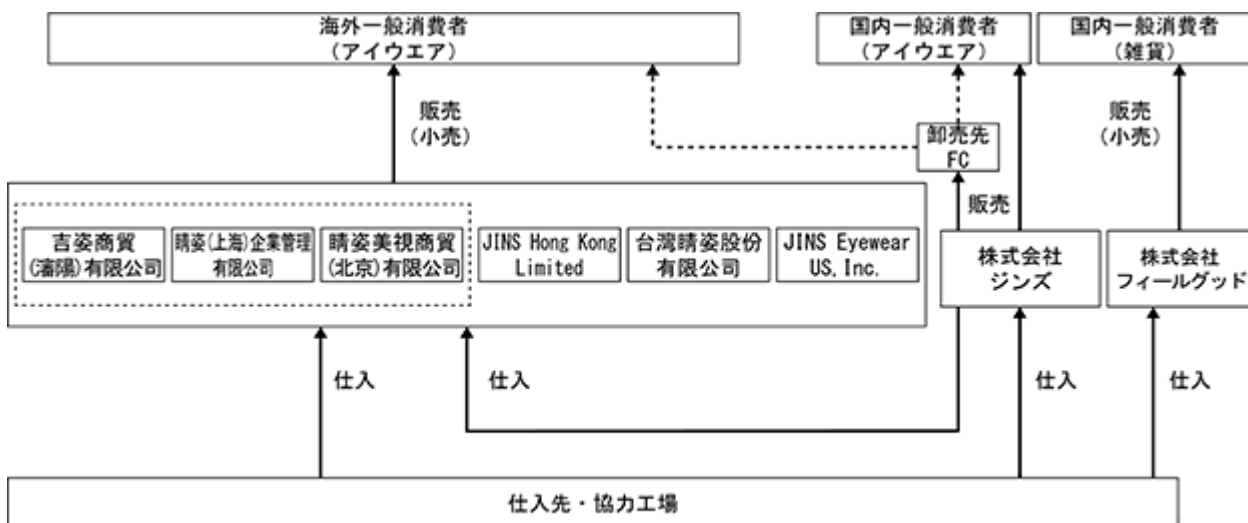 海外一般消費者
(アイウエア)
国内一般消費者
(アイウエア)
国内一般消費者
(雑貨)
販売
(小売)
卸売先
FC
販売
(小売)
販売
吉姿商貿
(瀋陽)有限公司
睛姿(上海)企業管理
有限公司
睛姿美視商貿
(北京)有限公司
JINS Hong Kong
Limited
台灣睛姿股份
有限公司
JINS Eyewear
US, Inc.
株式会社
ジンズ
株式会社
フィールグッド
仕入
仕入
仕入
仕入
仕入先・協力工場